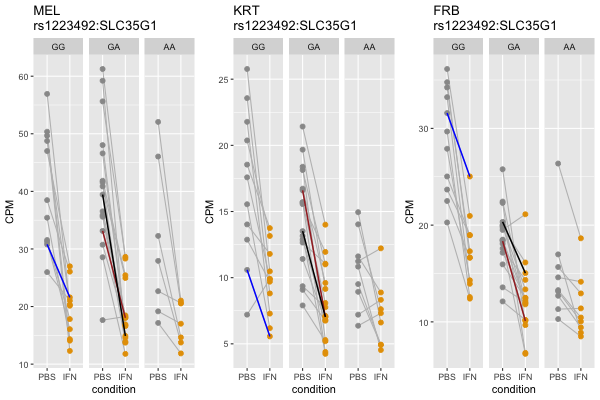 MEL
rs1223492:SLC35G1
GG GA AA
CPM
60
50
40
30
20
10
PBS IFN PBS IFN PBS IFN
condition
KRT
rs1223492:SLC35G1
GG GA AA
CPM
25
20
15
10
5
PBS IFN PBS IFN PBS IFN
condition
FRB
rs1223492:SLC35G1
GG GA AA
CPM
30
20
10
PBS IFN PBS IFN PBS IFN
condition